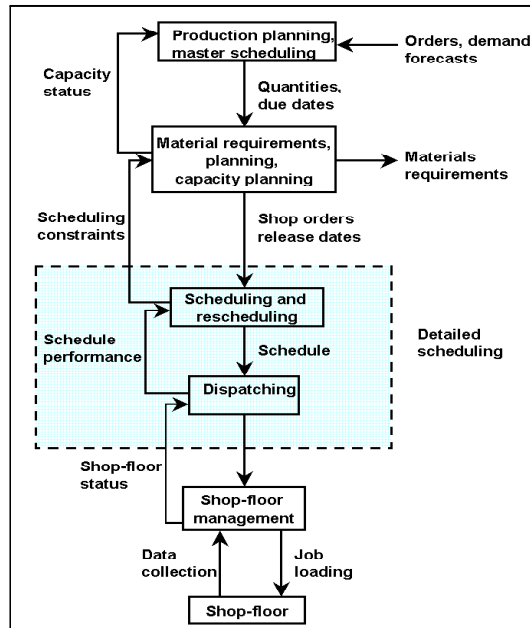 Production planning,
master scheduling
Orders, demand
forecasts
Capacity
status
Quantities,
due dates
Material requirements,
planning,
capacity planning
Materials
requirements
Scheduling
constraints
Shop orders
release dates
Scheduling and
rescheduling
Detailed
scheduling
Schedule
performance
Schedule
Dispatching
Shop-floor
status
Shop-floor
management
Data
collection
Job
loading
Shop-floor